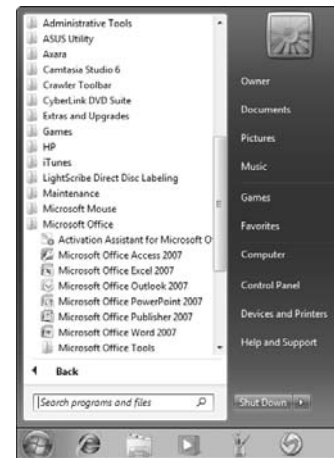 Administrative Tools
ASUS Utility
Axara
Camtasia Studio 6
Crawler Toolbar
CyberLink DVD Suite
Extras and Upgrades
Games
HP
iTunes
LightScribe Direct Disc Labeling
Maintenance
Microsoft Mouse
Microsoft Office
Activation Assistant for Microsoft O
Microsoft Office Access 2007
Microsoft Office Excel 2007
Microsoft Office Outlook 2007
Microsoft Office PowerPoint 2007
Microsoft Office Publisher 2007
Microsoft Office Word 2007
Microsoft Office Tools
Back
Search programs and files
Owner
Documents
Pictures
Music
Games
Favorites
Computer
Control Panel
Devices and Printers
Help and Support
Shut Down